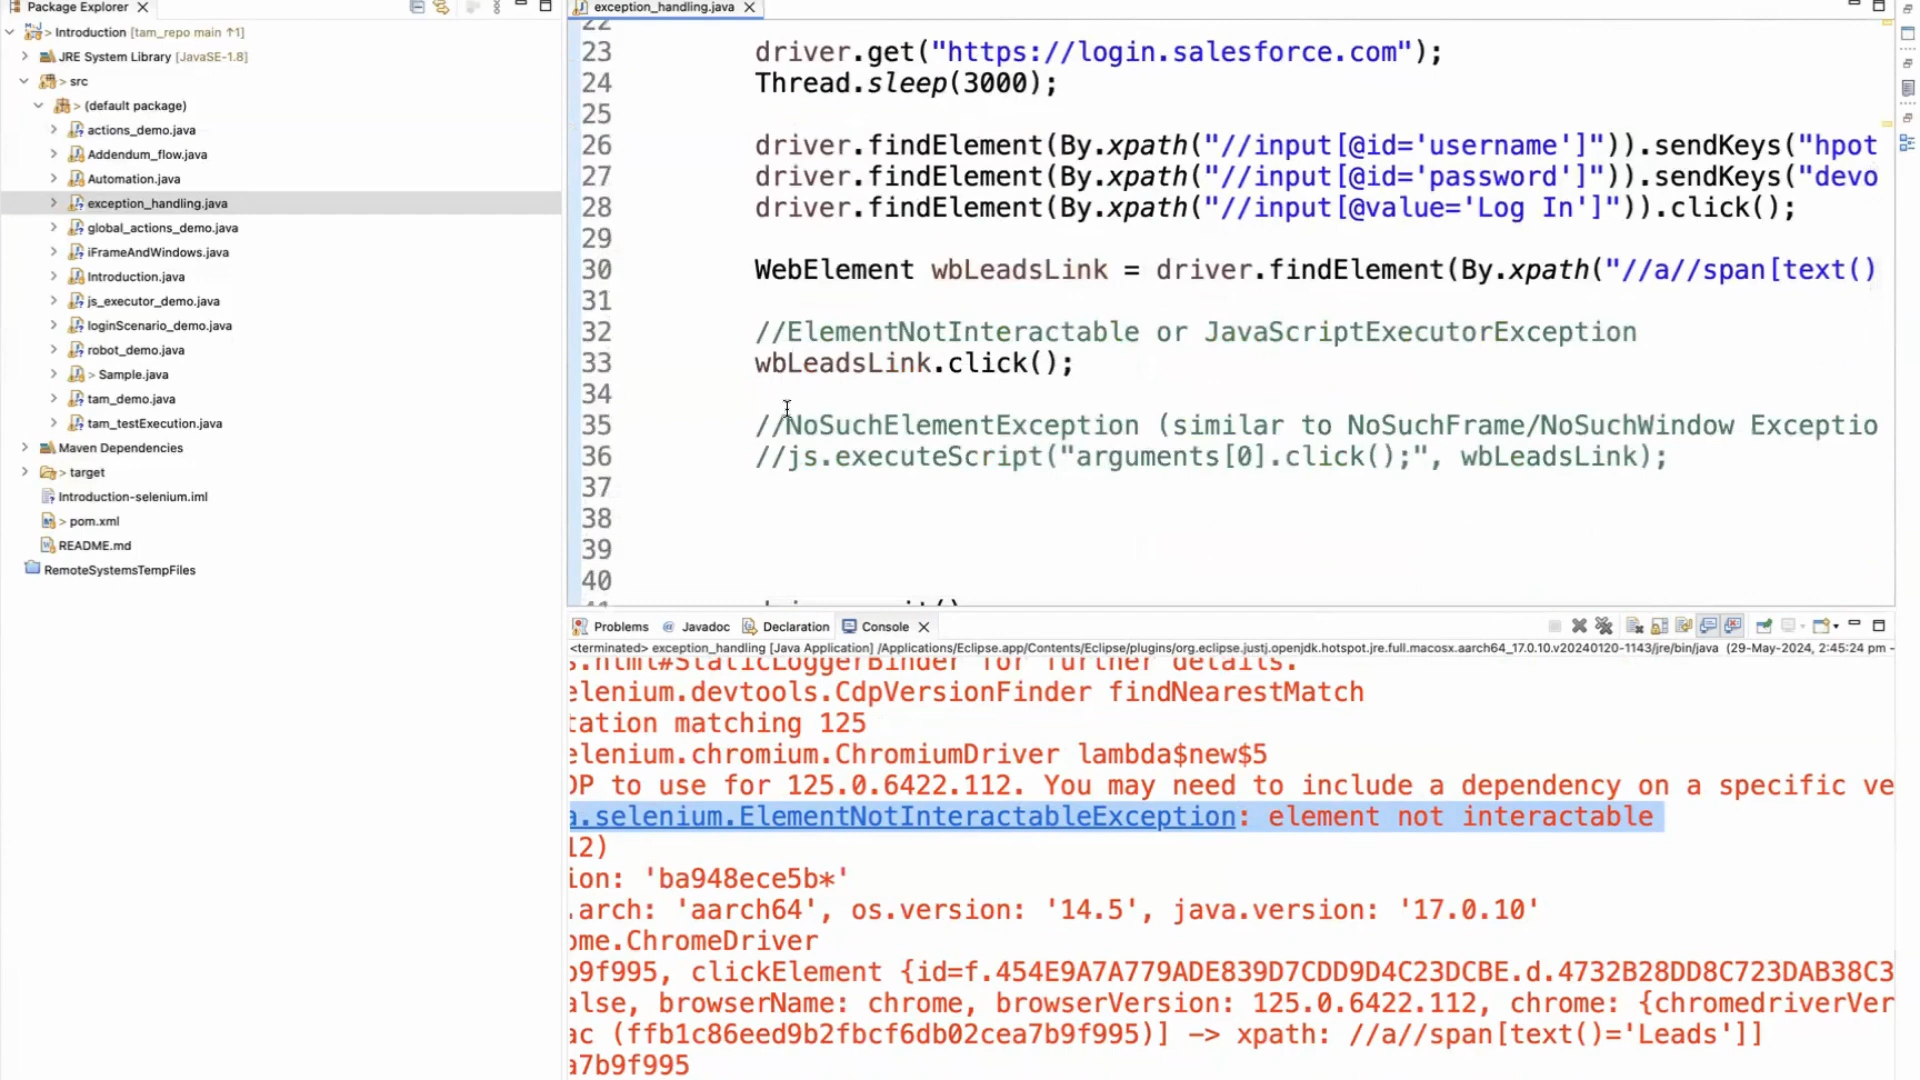 Package Explorer
exception_handling.java
> Introduction [tam_repo main ↑1]
JRE System Library [JavaSE-1.8]
> src
> (default package)
actions_demo.java
Addendum_flow.java
Automation.java
exception_handling.java
global_actions_demo.java
iFrameAndWindows.java
Introduction.java
js_executor_demo.java
loginScenario_demo.java
robot_demo.java
> Sample.java
tam_demo.java
tam_testExecution.java
Maven Dependencies
> target
Introduction-selenium.iml
> pom.xml
README.md
RemoteSystemsTempFiles
22
23 driver.get("https://login.salesforce.com");
24 Thread.sleep(3000);
25
26 driver.findElement(By.xpath("//input[@id='username']")).sendKeys("hpot
27 driver.findElement(By.xpath("//input[@id='password']")).sendKeys("devo
28 driver.findElement(By.xpath("//input[@value='Log In']")).click();
29
30 WebElement wbLeadsLink = driver.findElement(By.xpath("//a//span[text()
31
32 //ElementNotInteractable or JavaScriptExecutorException
33 wbLeadsLink.click();
34
35 //NoSuchElementException (similar to NoSuchFrame/NoSuchWindow Exceptio
36 //js.executeScript("arguments[0].click();", wbLeadsLink);
37
38
39
40
Problems @ Javadoc Declaration Console
<terminated> exception_handling [Java Application] /Applications/Eclipse.app/Contents/Eclipse/plugins/org.eclipse.justj.openjdk.hotspot.jre.full.macosx.aarch64_17.0.10.v20240120-1143/jre/bin/java (29-May-2024, 2:45:24 pm –
s.html#StaticLoggerBinder for further details.
elenium.devtools.CdpVersionFinder findNearestMatch
tation matching 125
elenium.chromium.ChromiumDriver lambda$new$5
DP to use for 125.0.6422.112. You may need to include a dependency on a specific ve
a.selenium.ElementNotInteractableException: element not interactable
12)
ion: 'ba948ece5b*'
.arch: 'aarch64', os.version: '14.5', java.version: '17.0.10'
ome.ChromeDriver
b9f995, clickElement {id=f.454E9A7A779ADE839D7CDD9D4C23DCBE.d.4732B28DD8C723DAB38C3
alse, browserName: chrome, browserVersion: 125.0.6422.112, chrome: {chromedriverVer
ac (ffb1c86eed9b2fbcf6db02cea7b9f995)] -> xpath: //a//span[text()='Leads']]
a7b9f995